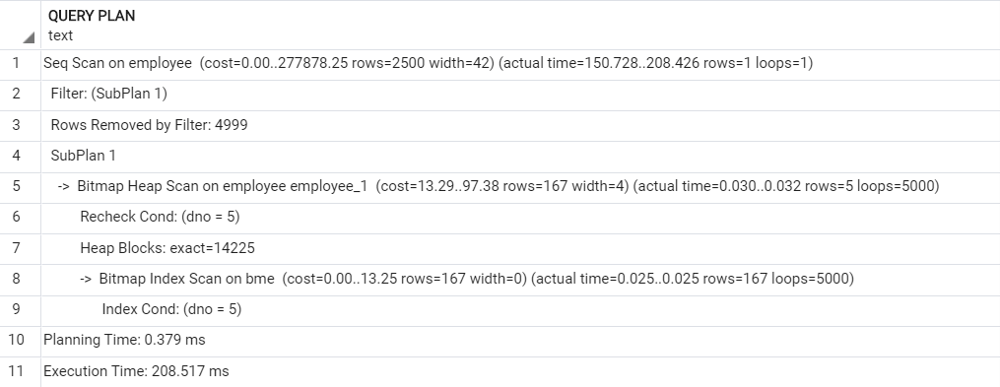 QUERY PLAN
text
1 Seq Scan on employee (cost=0.00..277878.25 rows=2500 width=42) (actual time=150.728..208.426 rows=1 loops=1)
2 Filter: (SubPlan 1)
3 Rows Removed by Filter: 4999
4 SubPlan 1
5 -> Bitmap Heap Scan on employee employee_1 (cost=13.29..97.38 rows=167 width=4) (actual time=0.030..0.032 rows=5 loops=5000)
6 Recheck Cond: (dno = 5)
7 Heap Blocks: exact=14225
8 -> Bitmap Index Scan on bme (cost=0.00..13.25 rows=167 width=0) (actual time=0.025..0.025 rows=167 loops=5000)
9 Index Cond: (dno = 5)
10 Planning Time: 0.379 ms
11 Execution Time: 208.517 ms